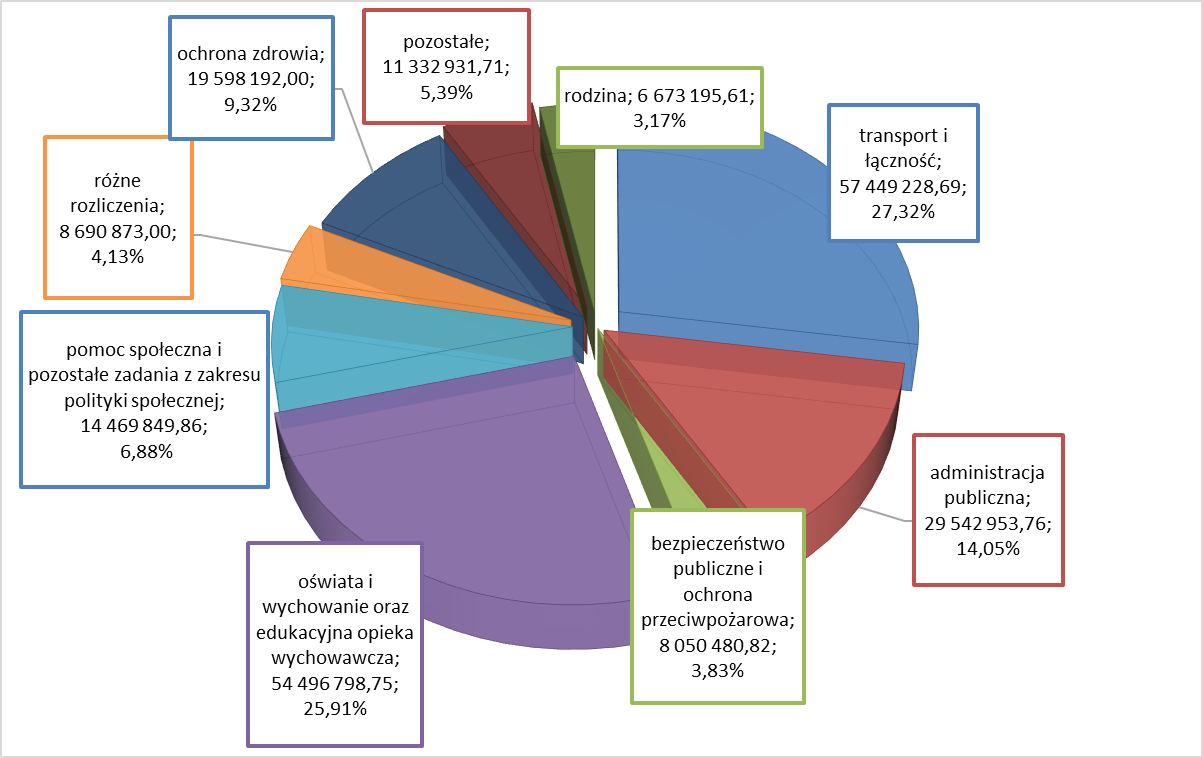 ochrona zdrowia;
19 598 192,00;
9,32%
pozostałe;
11 332 931,71;
5,39%
rodzina; 6 673 195,61;
3,17%
transport i
łączność;
57 449 228,69;
27,32%
różne
rozliczenia;
8 690 873,00;
4,13%
pomoc społeczna i
pozostałe zadania z zakresu
polityki społecznej;
14 469 849,86;
6,88%
administracja
publiczna;
29 542 953,76;
14,05%
bezpieczeństwo
publiczne i
ochrona
przeciwpożarowa;
8 050 480,82;
3,83%
oświata i
wychowanie oraz
edukacyjna opieka
wychowawcza;
54 496 798,75;
25,91%